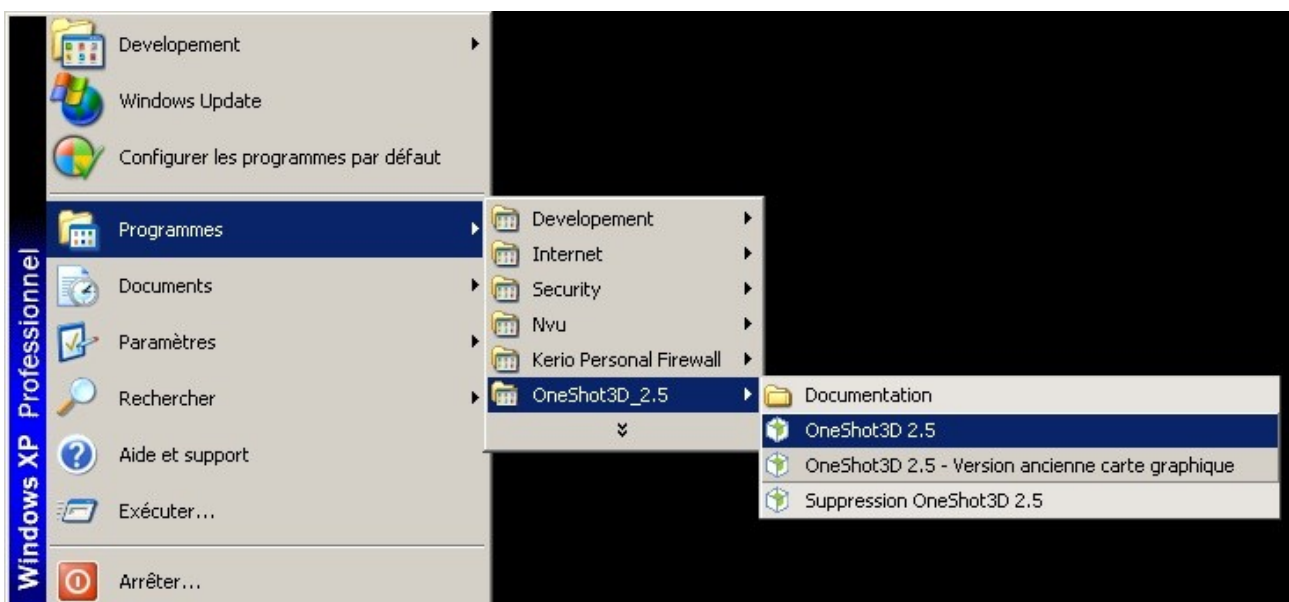 Windows XP Professionnel
Developement
Windows Update
Configurer les programmes par défaut
Programmes
Documents
Paramètres
Rechercher
Aide et support
Exécuter...
Arrêter...
Developement
Internet
Security
Nvu
Kerio Personal Firewall
OneShot3D_2.5
Documentation
OneShot3D 2.5
OneShot3D 2.5 - Version ancienne carte graphique
Suppression OneShot3D 2.5